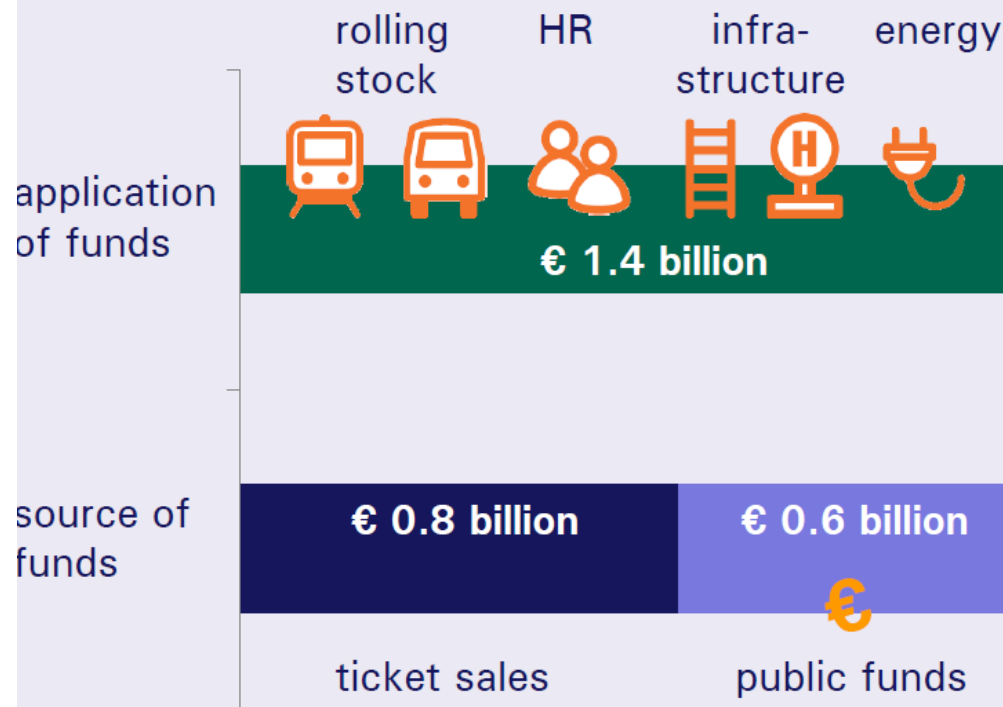 rolling stock HR infra-structure energy
application of funds
H
€ 1.4 billion
source of funds
€ 0.8 billion € 0.6 billion
€
ticket sales public funds